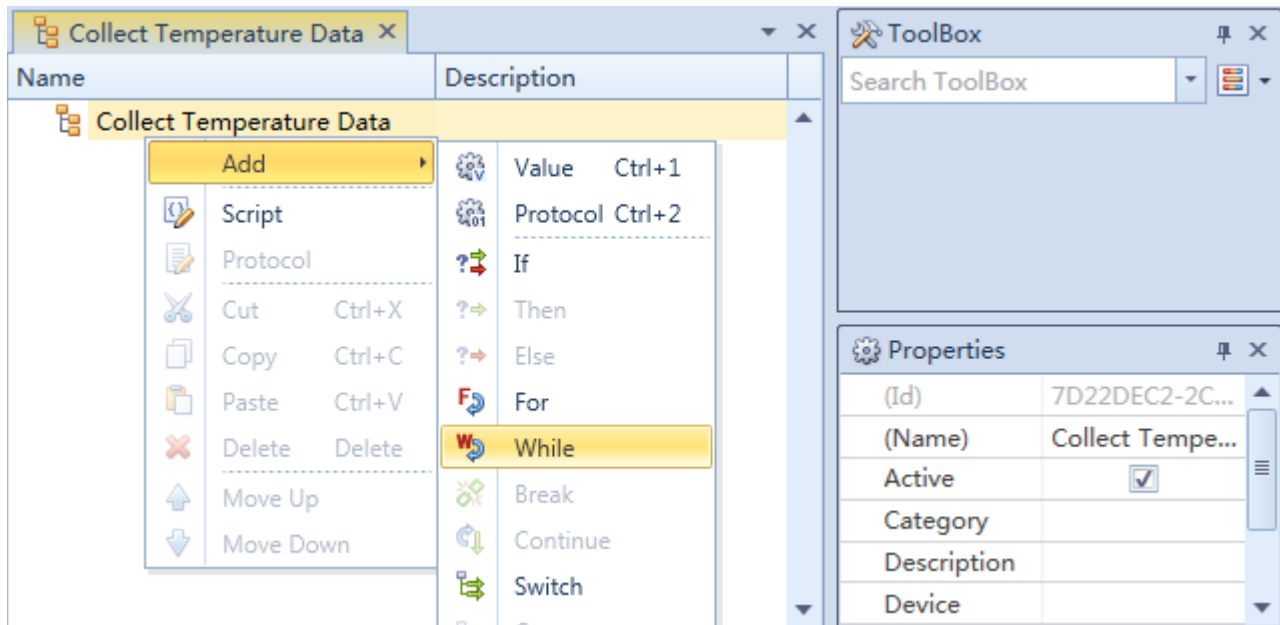 Collect Temperature Data
Name Description
Collect Temperature Data
Add
Script
Protocol
Cut Ctrl+X
Copy Ctrl+C
Paste Ctrl+V
Delete Delete
Move Up
Move Down
Value Ctrl+1
Protocol Ctrl+2
If
Then
Else
For
While
Break
Continue
Switch
ToolBox
Search ToolBox
Properties
(Id) 7D22DEC2-2C...
(Name) Collect Tempe...
Active
Category
Description
Device